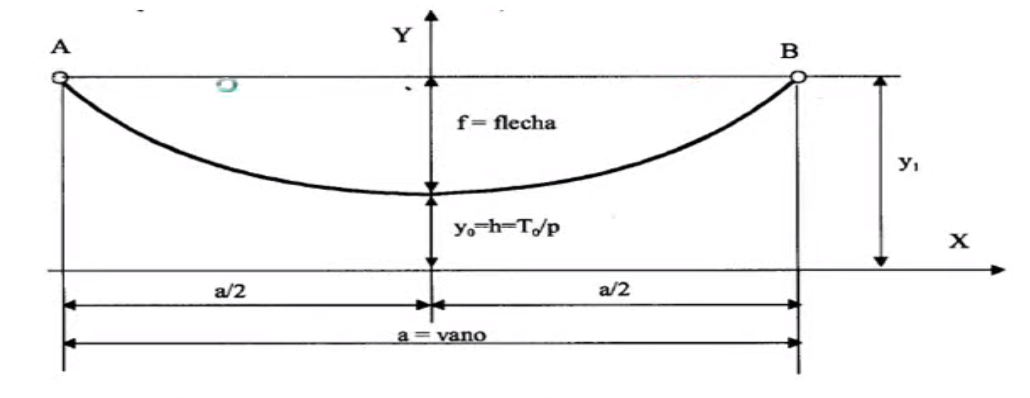 Y
A
B
f = flecha
y₁
y₀=h=T₀/p
X
a/2
a/2
a = vano